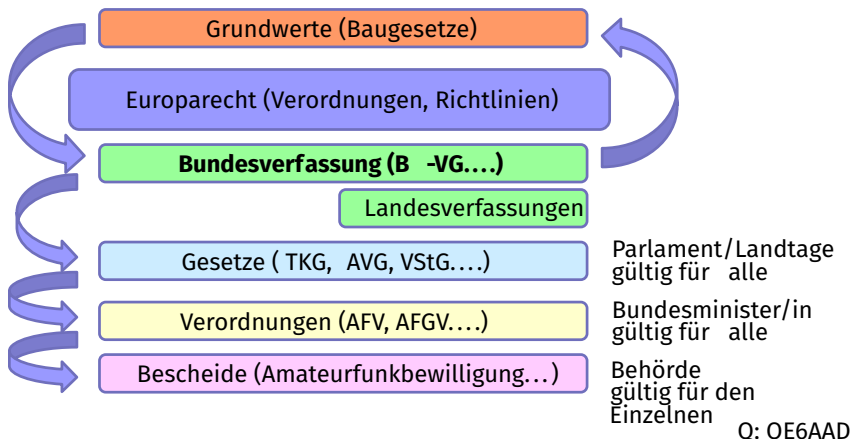 Grundwerte (Baugesetze)
Europarecht (Verordnungen, Richtlinien)
Bundesverfassung (B -VG....)
Landesverfassungen
Gesetze ( TKG, AVG, VStG....)
Parlament/Landtage
gültig für alle
Verordnungen (AFV, AFGV....)
Bundesminister/in
gültig für alle
Bescheide (Amateurfunkbewilligung...)
Behörde
gültig für den
Einzelnen
Q: OE6AAD